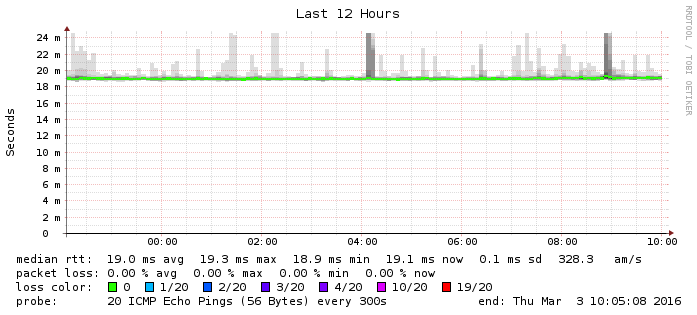 Last 12 Hours
RRDTOOL / TOBI OETIKER
Seconds
24 m
22 m
20 m
18 m
16 m
14 m
12 m
10 m
8 m
6 m
4 m
2 m
0
00:00 02:00 04:00 06:00 08:00 10:00
median rtt: 19.0 ms avg 19.3 ms max 18.9 ms min 19.1 ms now 0.1 ms sd 328.3 am/s
packet loss: 0.00 % avg 0.00 % max 0.00 % min 0.00 % now
loss color: 0 1/20 2/20 3/20 4/20 10/20 19/20
probe: 20 ICMP Echo Pings (56 Bytes) every 300s end: Thu Mar 3 10:05:08 2016